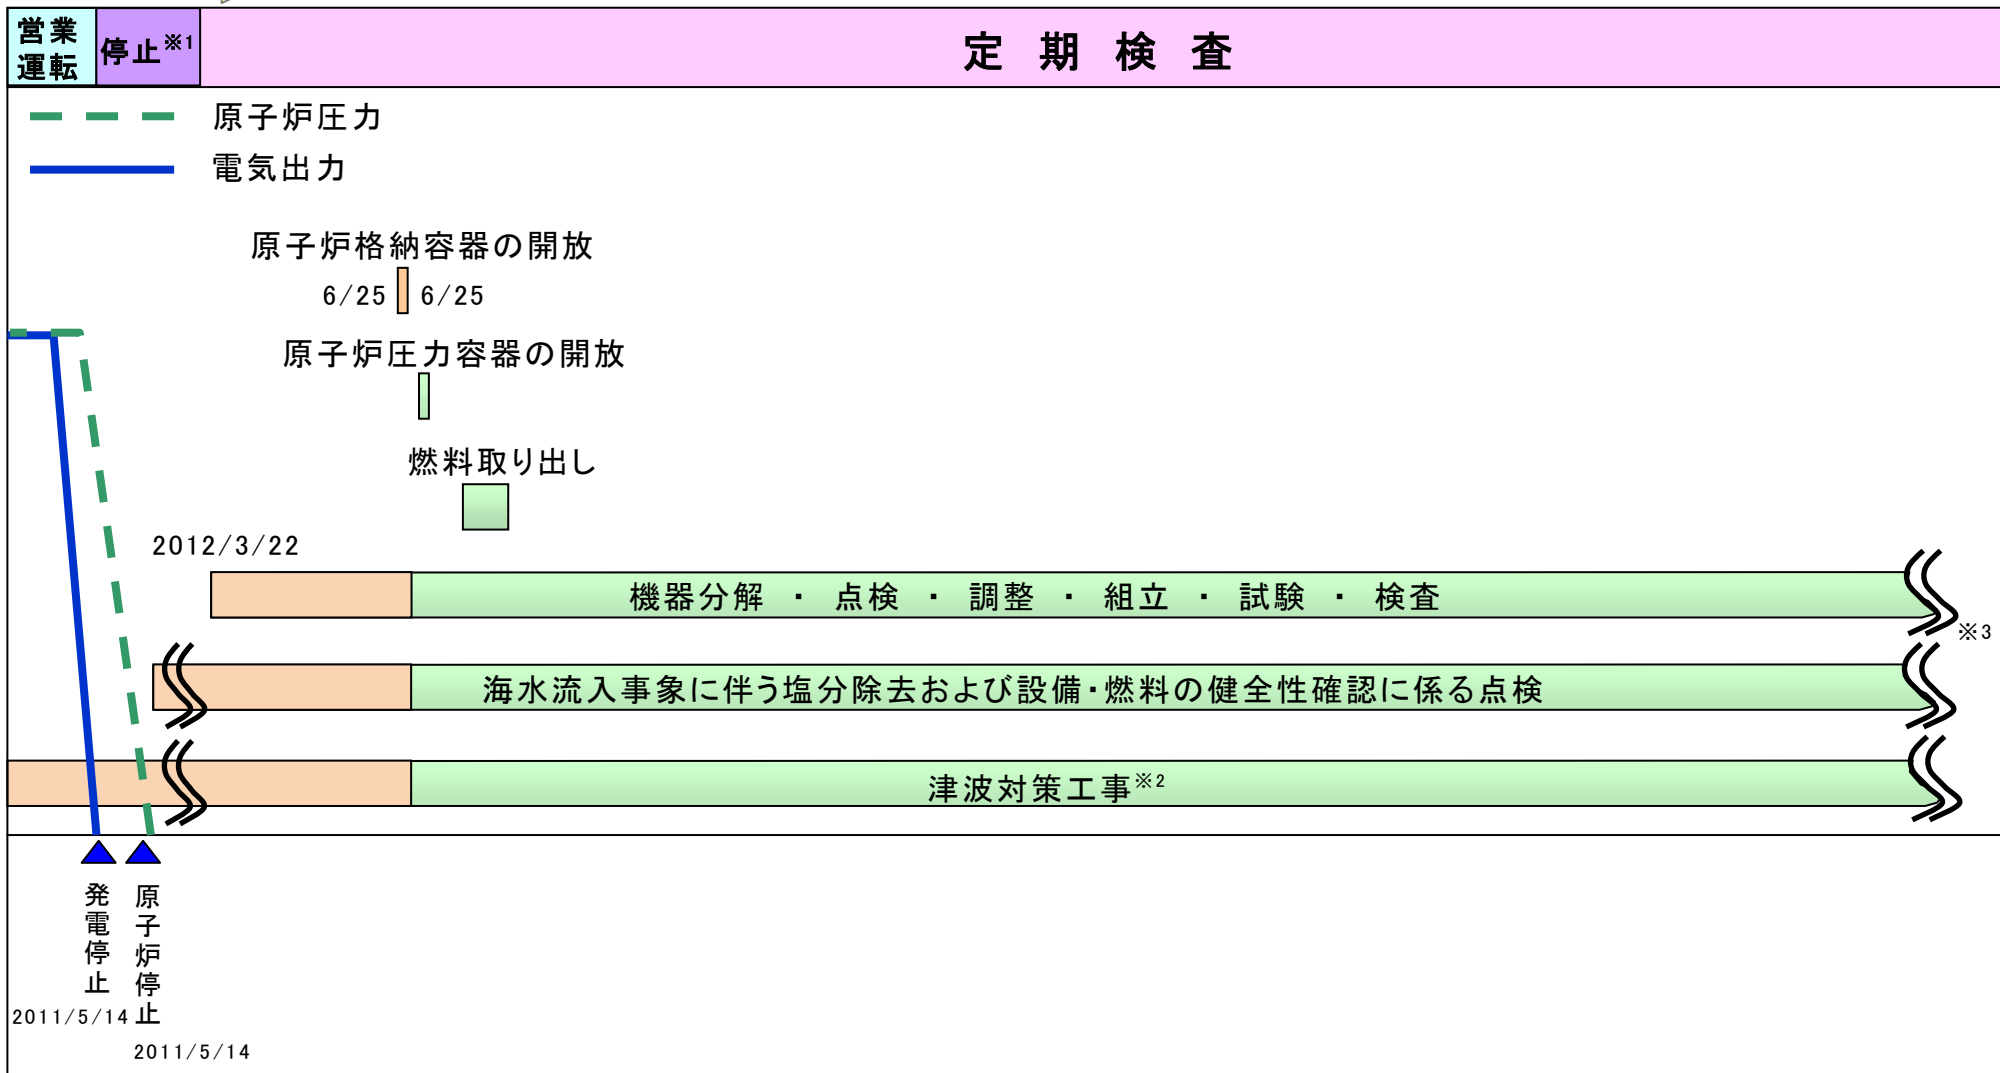 営業
運転
停止※1
定期検査
原子炉圧力
電気出力
原子炉格納容器の開放
6/25 6/25
原子炉圧力容器の開放
燃料取り出し
2012/3/22
機器分解 ・ 点検 ・ 調整 ・ 組立 ・ 試験 ・ 検査
※3
海水流入事象に伴う塩分除去および設備・燃料の健全性確認に係る点検
津波対策工事※2
発電停止
2011/5/14
原子炉停止
2011/5/14